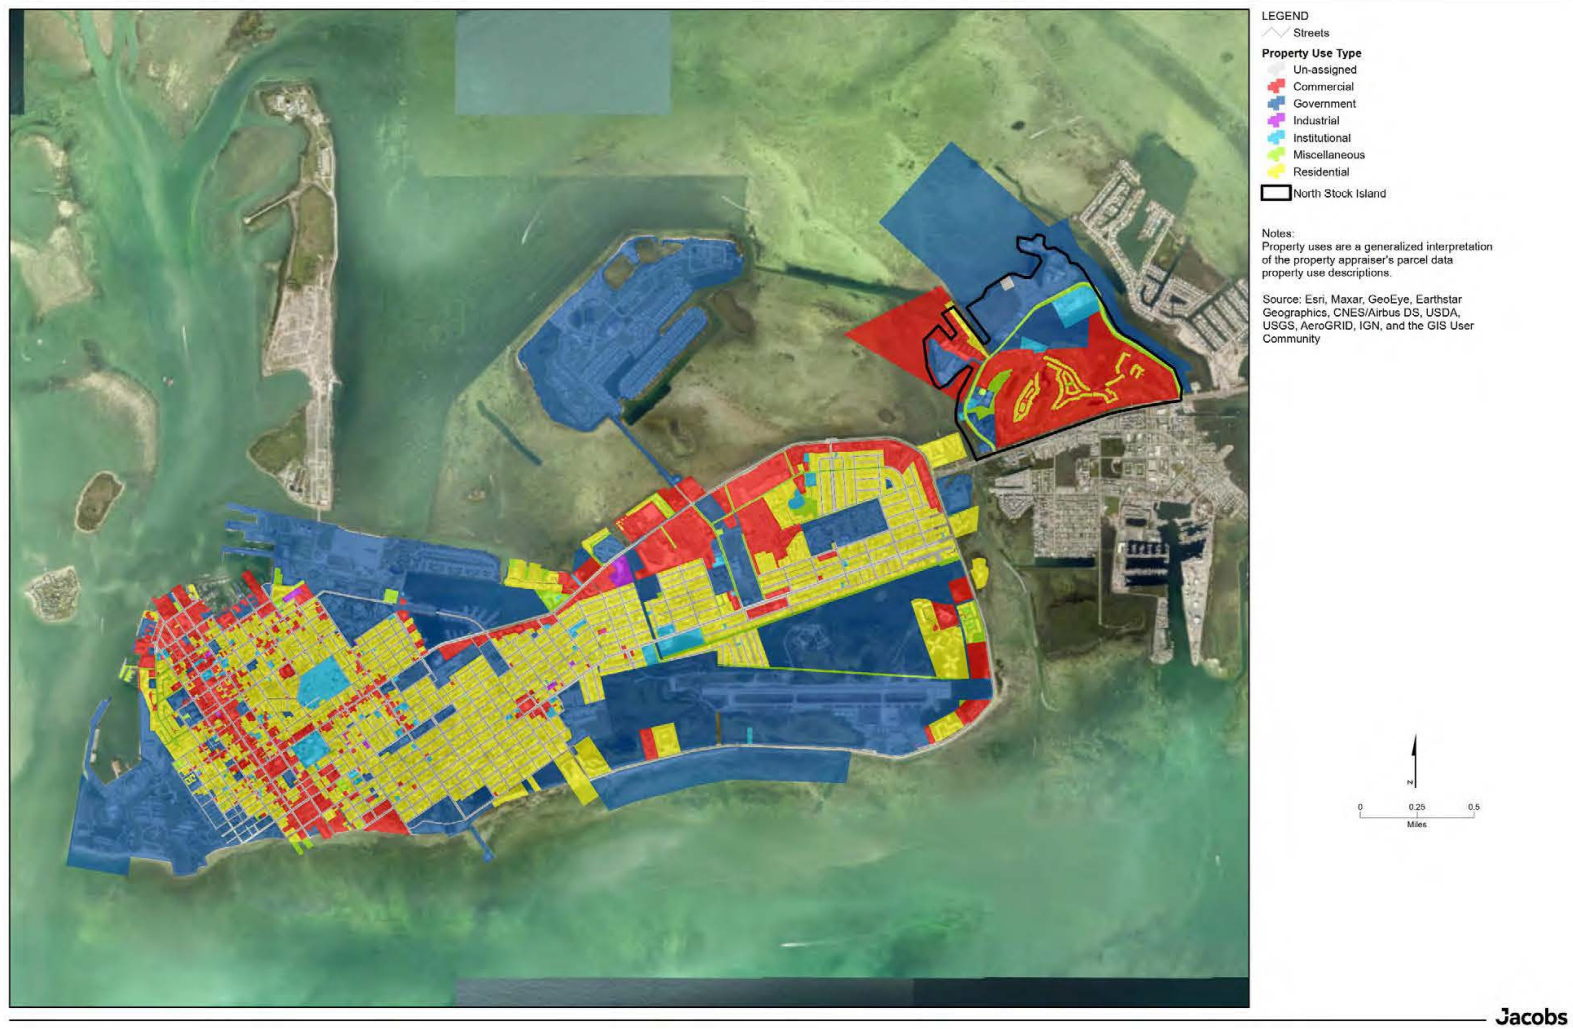 LEGEND
Streets
Property Use Type
Un-assigned
Commercial
Government
Industrial
Institutional
Miscellaneous
Residential
North Stock Island
Notes:
Property uses are a generalized interpretation
of the property appraiser's parcel data
property use descriptions.
Source: Esri, Maxar, GeoEye, Earthstar
Geographics, CNES/Airbus DS, USDA,
USGS, AeroGRID, IGN, and the GIS User
Community
N
0 0.25 0.5
Miles
Jacobs